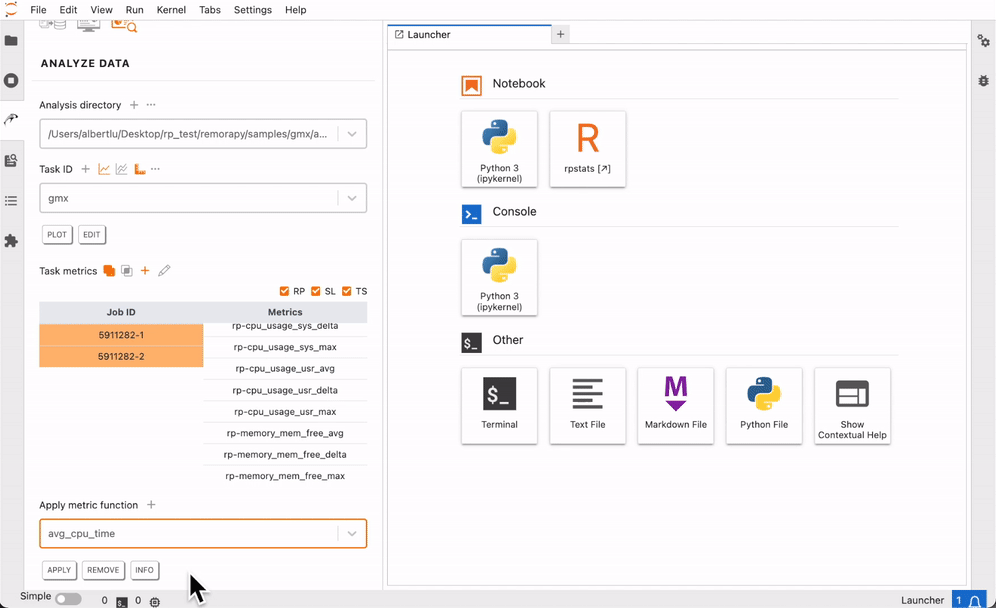 File Edit View Run Kernel Tabs Settings Help
ANALYZE DATA
Analysis directory
/Users/albertlu/Desktop/rp_test/remorapy/samples/gmx/a...
Task ID
gmx
PLOT EDIT
Task metrics
RP SL TS
Job ID Metrics
5911282-1
5911282-2
rp-cpu_usage_sys_delta
rp-cpu_usage_sys_max
rp-cpu_usage_usr_avg
rp-cpu_usage_usr_delta
rp-cpu_usage_usr_max
rp-memory_mem_free_avg
rp-memory_mem_free_delta
rp-memory_mem_free_max
Apply metric function
avg_cpu_time
APPLY REMOVE INFO
Launcher
Notebook
Python 3
(ipykernel)
R
rpstats [↗]
Console
Python 3
(ipykernel)
$_ Other
$_
Terminal
Text File
M
Markdown File
Python File
Show
Contextual Help
Simple 0 $_ 0
Launcher 1